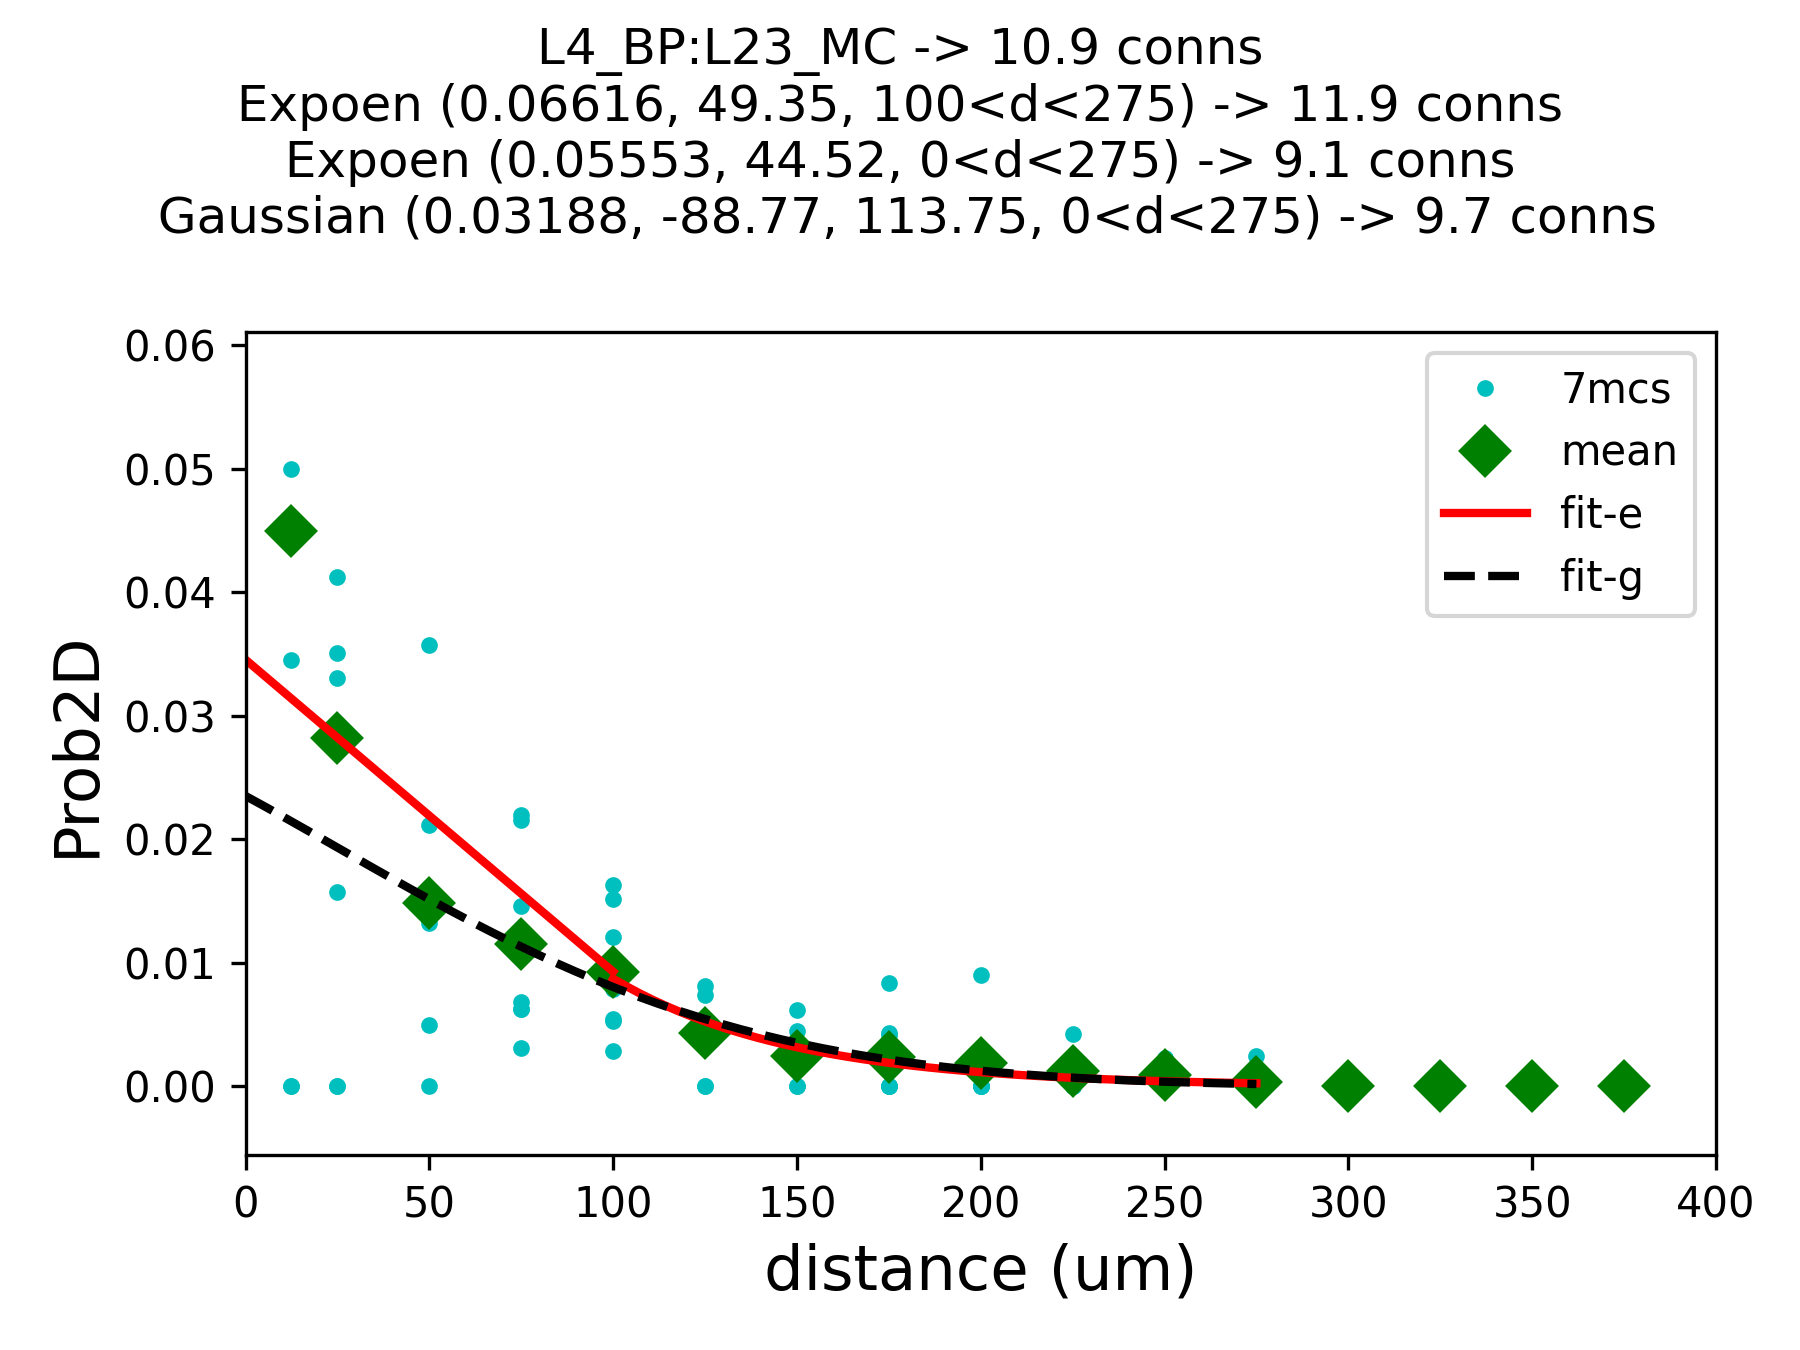 L4_BP:L23_MC -> 10.9 conns
Expoen (0.06616, 49.35, 100<d<275) -> 11.9 conns
Expoen (0.05553, 44.52, 0<d<275) -> 9.1 conns
Gaussian (0.03188, -88.77, 113.75, 0<d<275) -> 9.7 conns
0.06
0.05
0.04
0.03
0.02
0.01
0.00
Prob2D
7mcs
mean
fit-e
fit-g
0 50 100 150 200 250 300 350 400
distance (um)